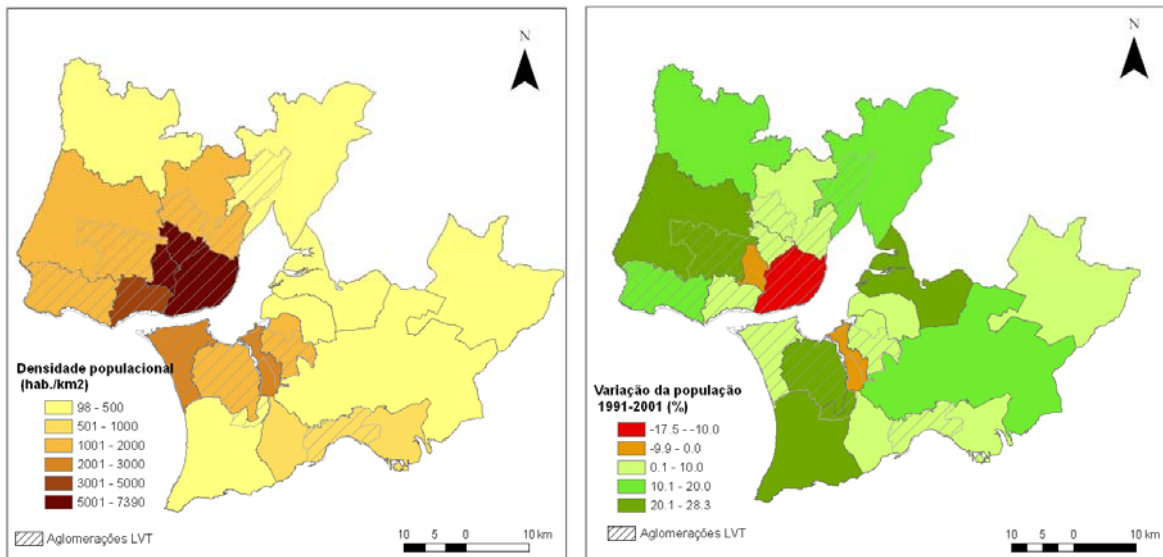 N
Densidade populacional
(hab./km2)
98 - 500
501 - 1000
1001 - 2000
2001 - 3000
3001 - 5000
5001 - 7390
Aglomerações LVT
10 5 0 10 km
N
Variação da população
1991-2001 (%)
-17.5 - -10.0
-9.9 - 0.0
0.1 - 10.0
10.1 - 20.0
20.1 - 28.3
Aglomerações LVT
10 5 0 10 km